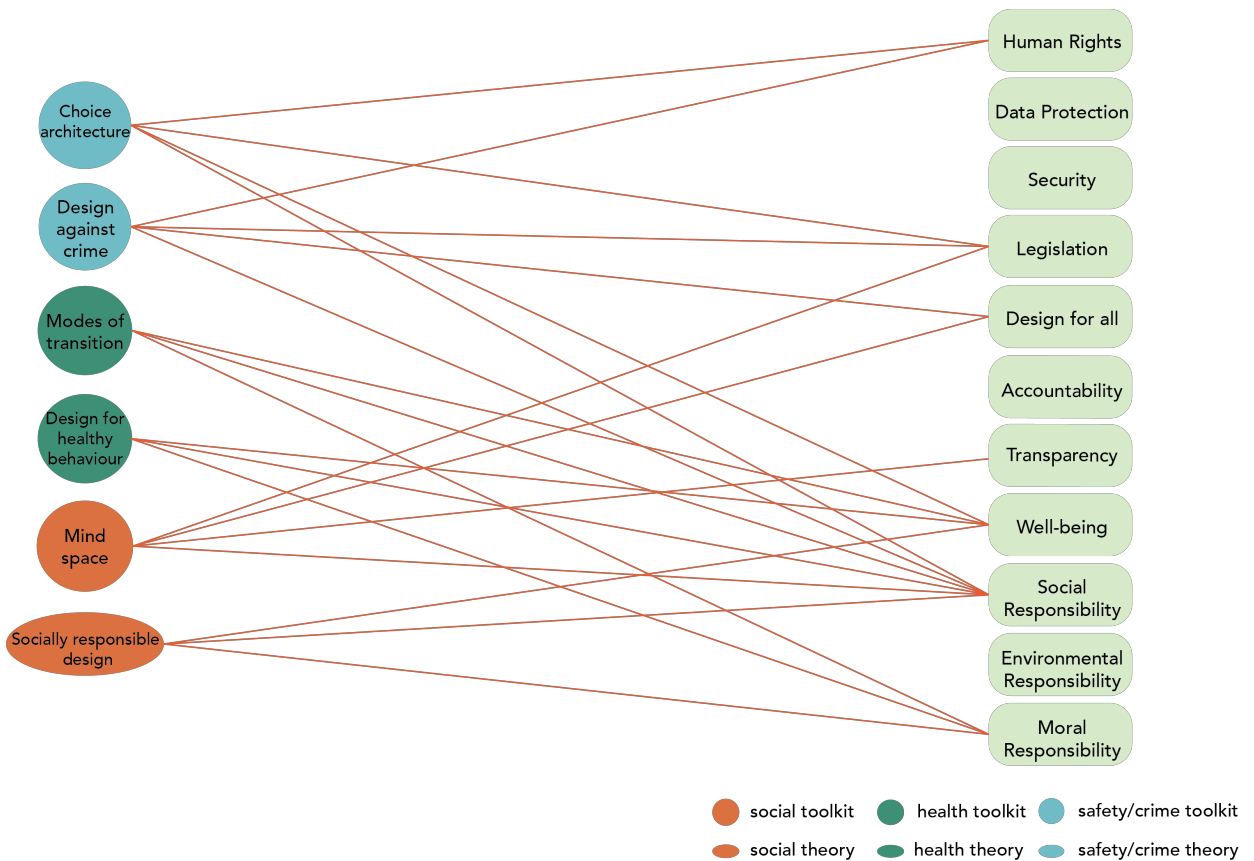 Choice
architecture
Design
against
crime
Modes of
transition
Design for
healthy
behaviour
Mind
space
Socially responsible
design
Human Rights
Data Protection
Security
Legislation
Design for all
Accountability
Transparency
Well-being
Social
Responsibility
Environmental
Responsibility
Moral
Responsibility
social toolkit
health toolkit
safety/crime toolkit
social theory
health theory
safety/crime theory